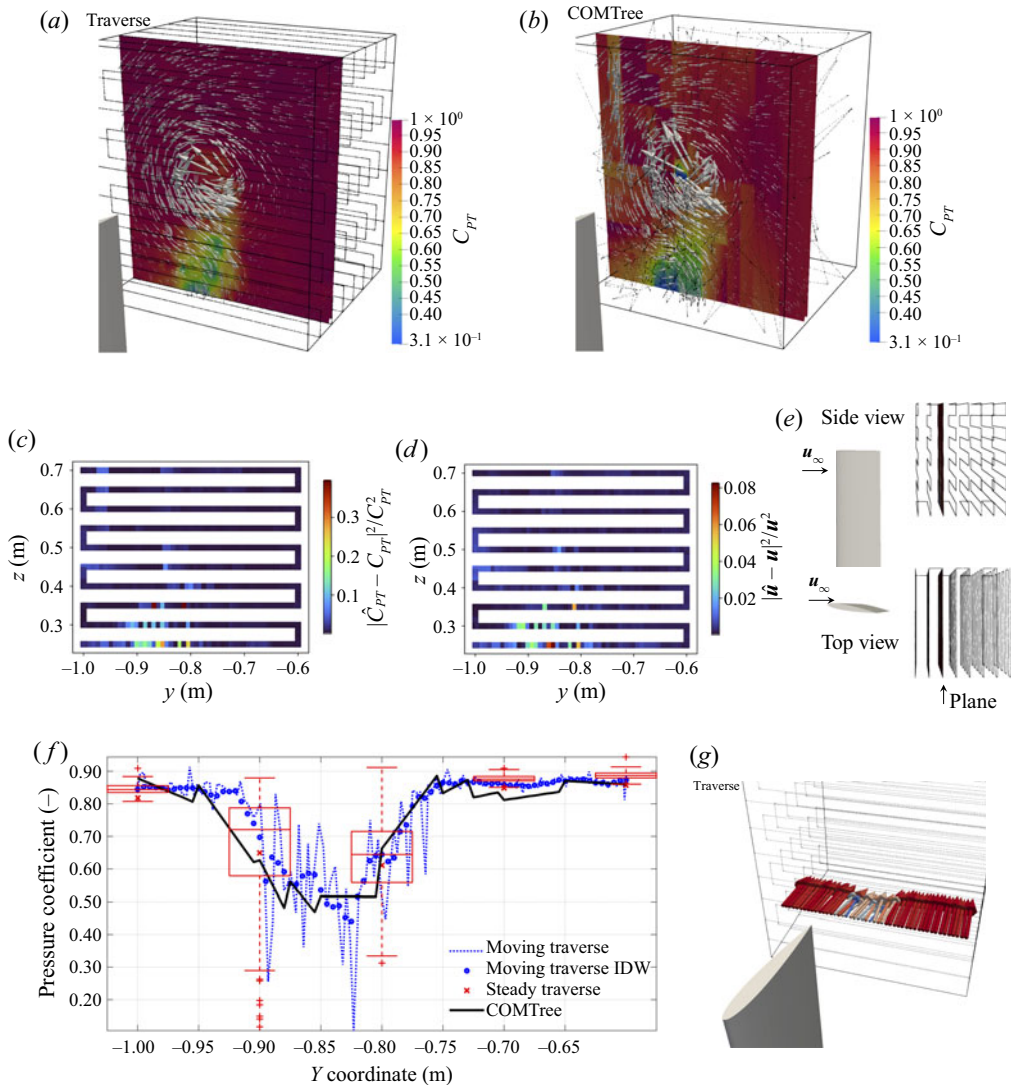 (a) Traverse
1 × 10⁰
0.95
0.90
0.85
0.80
0.75
0.70
0.65
0.60
0.55
0.50
0.45
0.40
3.1 × 10⁻¹
C_PT
(b) COMTree
1 × 10⁰
0.95
0.90
0.85
0.80
0.75
0.70
0.65
0.60
0.55
0.50
0.45
0.40
3.1 × 10⁻¹
C_PT
(c)
0.7
0.6
0.5
0.4
0.3
z (m)
–1.0 –0.9 –0.8 –0.7 –0.6
y (m)
0.3
0.2
0.1
|Ĉ_PT – C_PT|²/C²_PT
(d)
0.7
0.6
0.5
0.4
0.3
z (m)
–1.0 –0.9 –0.8 –0.7 –0.6
y (m)
0.08
0.06
0.04
0.02
|û – u|²/u²
(e)
Side view
u∞
u∞
Top view
Plane
(f)
0.90
0.80
0.70
0.60
0.50
0.40
0.30
0.20
Pressure coefficient (–)
Moving traverse
Moving traverse IDW
Steady traverse
COMTree
–1.00 –0.95 –0.90 –0.85 –0.80 –0.75 –0.70 –0.65
Y coordinate (m)
(g)
Traverse